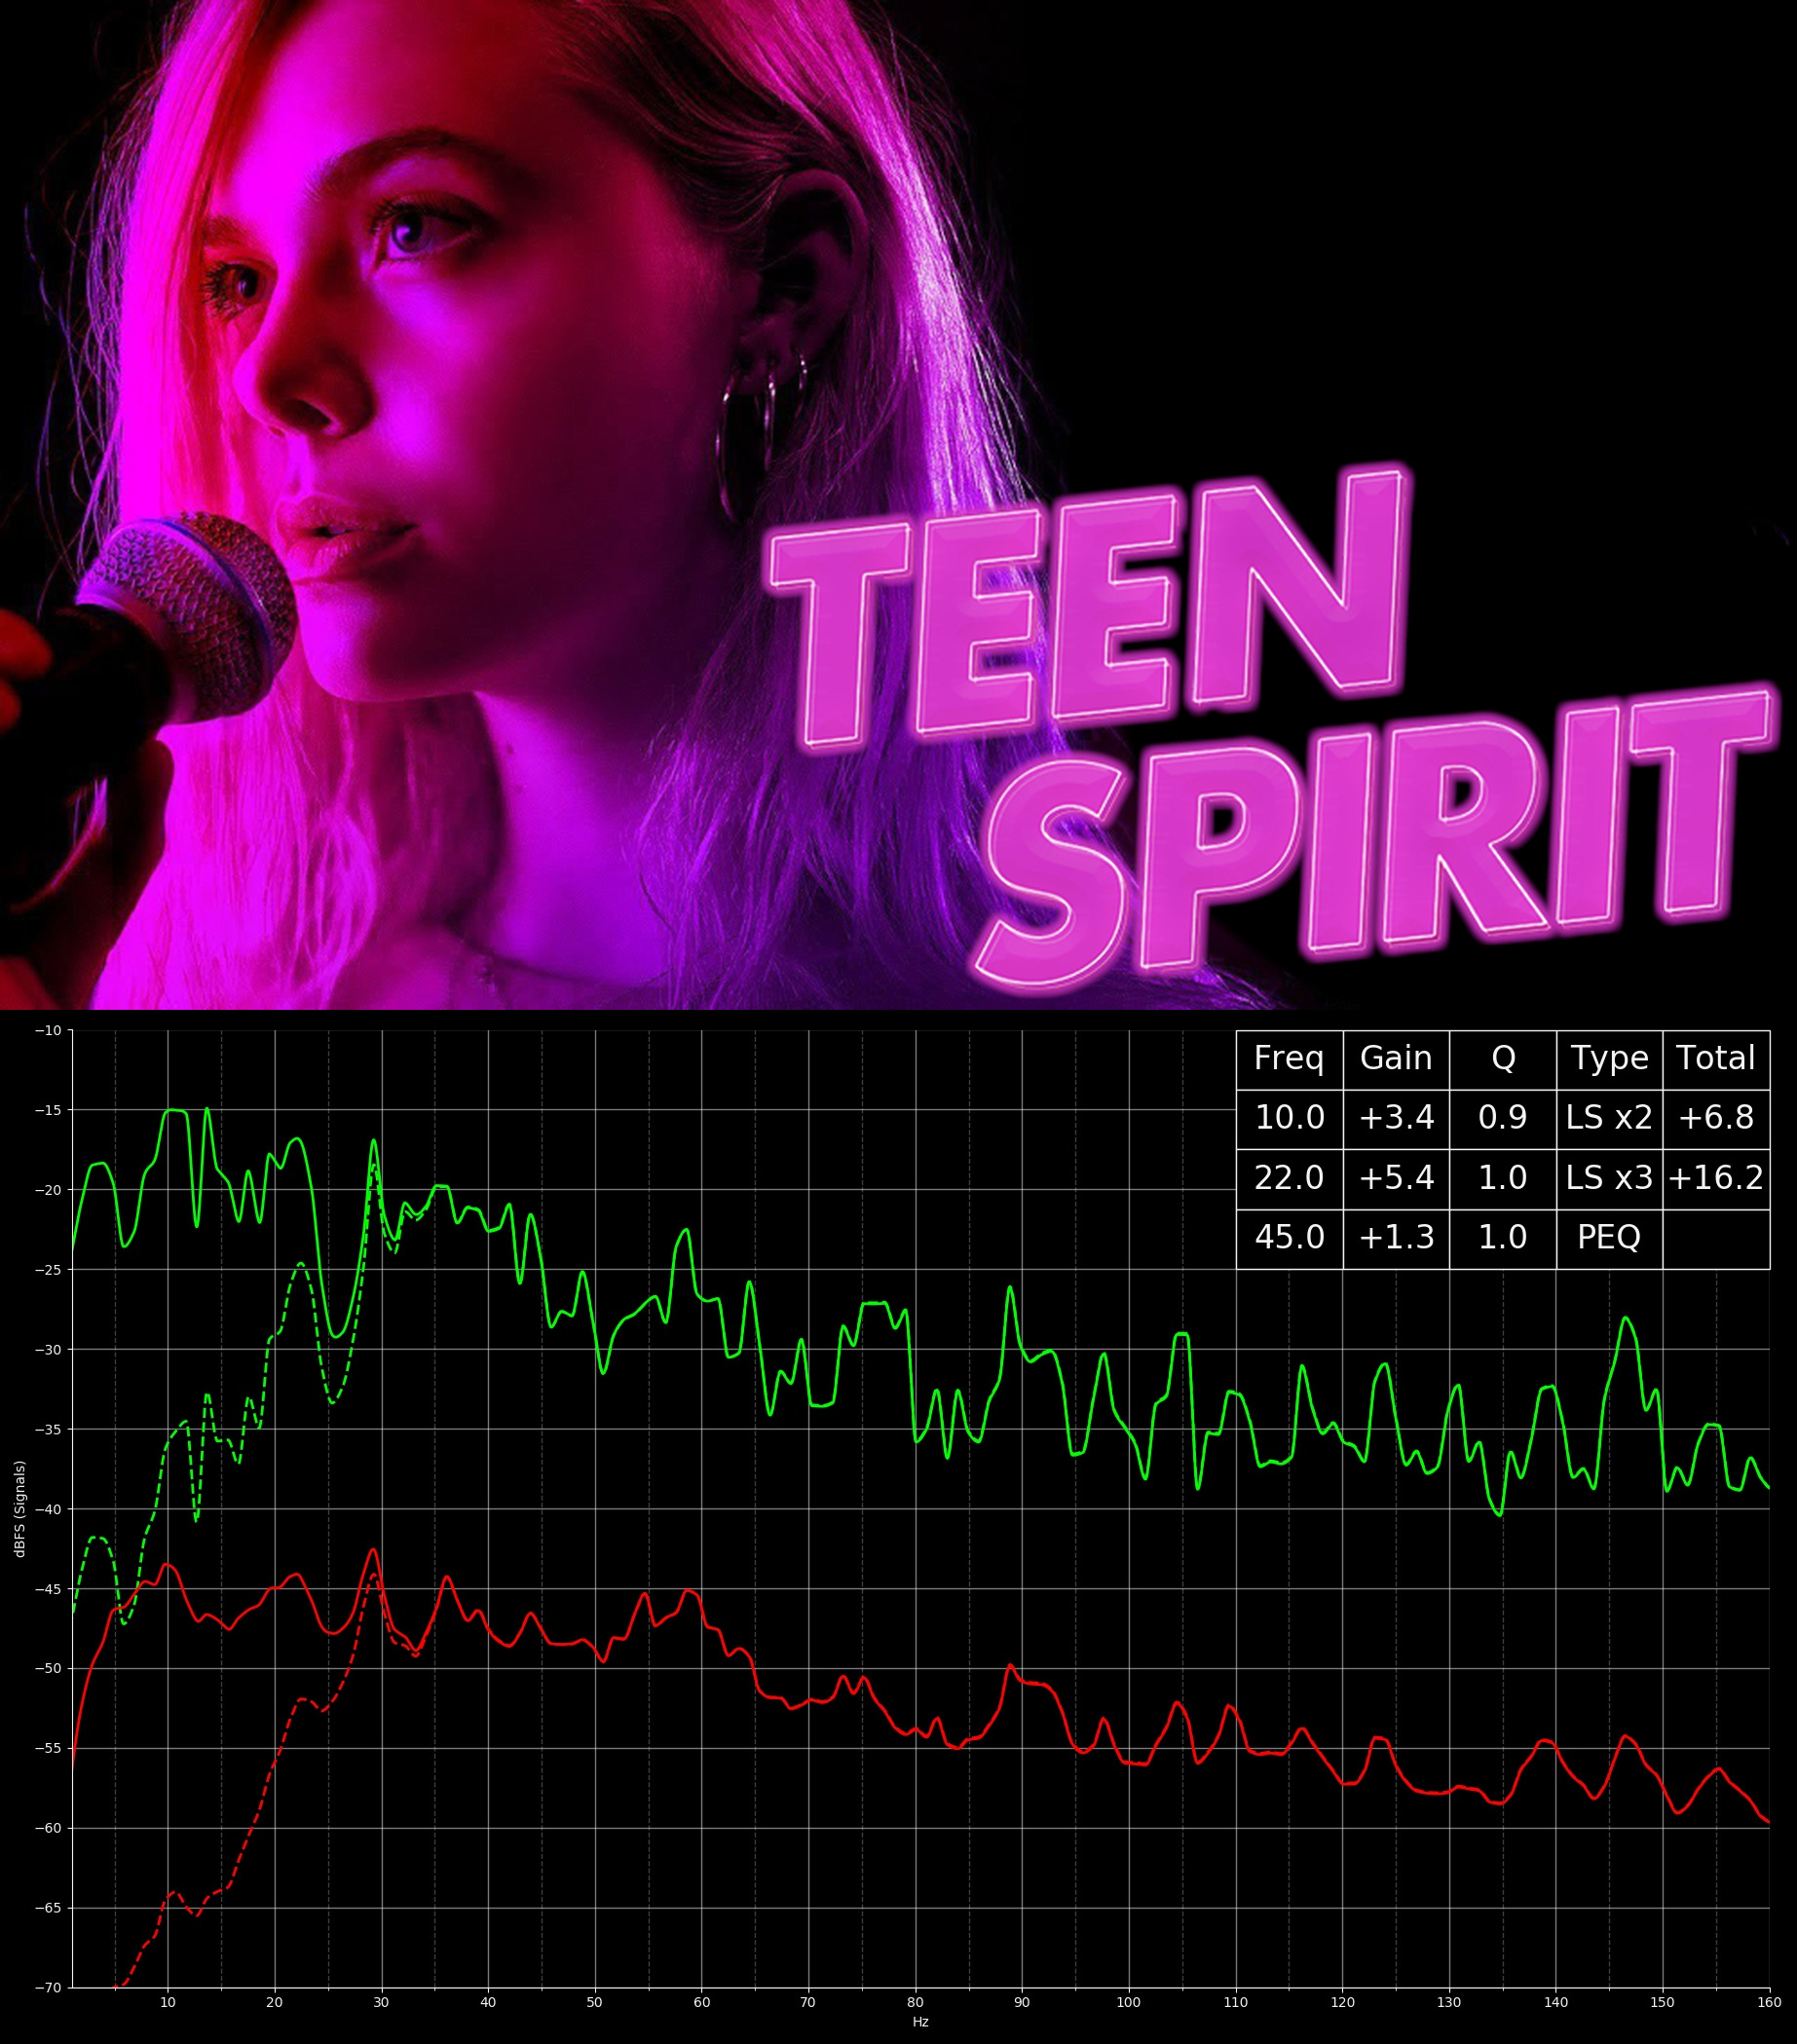 TEEN
SPIRIT
Freq Gain Q Type Total
10.0 +3.4 0.9 LS x2 +6.8
22.0 +5.4 1.0 LS x3 +16.2
45.0 +1.3 1.0 PEQ
−10
−15
−20
−25
−30
−35
−40
−45
−50
−55
−60
−65
−70
dBFS (Signals)
10 20 30 40 50 60 70 80 90 100 110 120 130 140 150 160
Hz